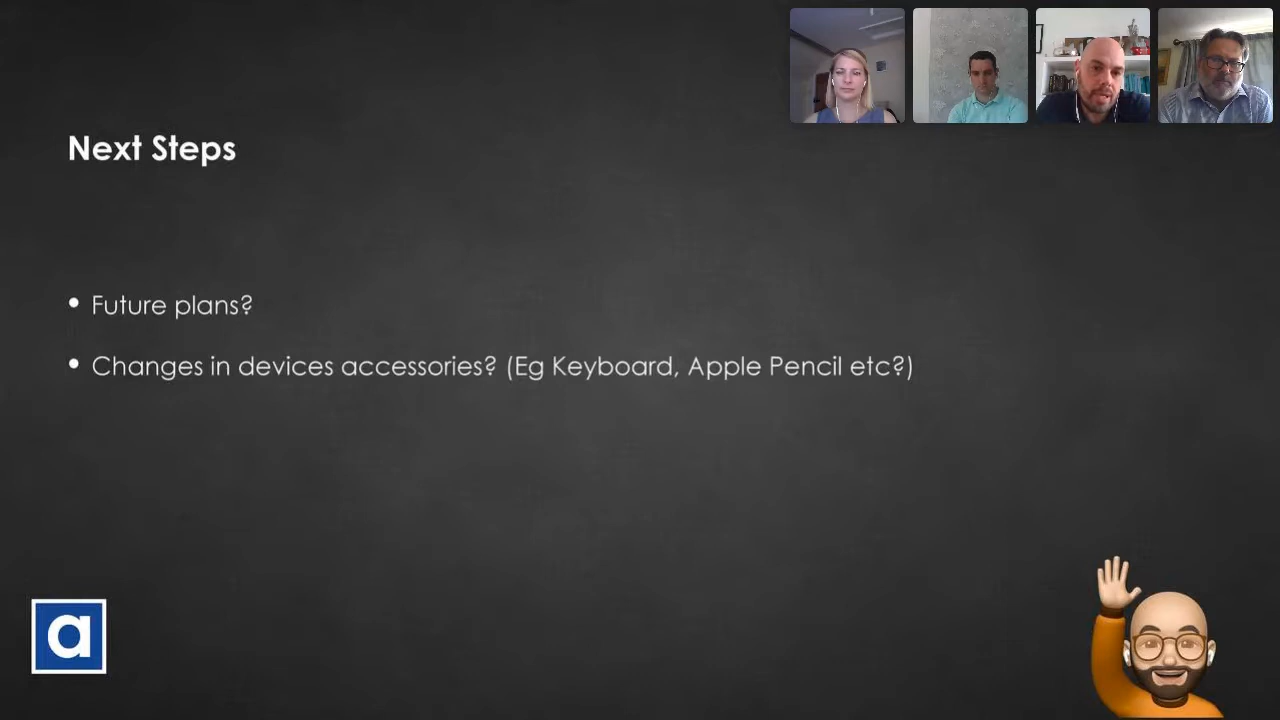 Next Steps
• Future plans?
• Changes in devices accessories? (Eg Keyboard, Apple Pencil etc?)
a